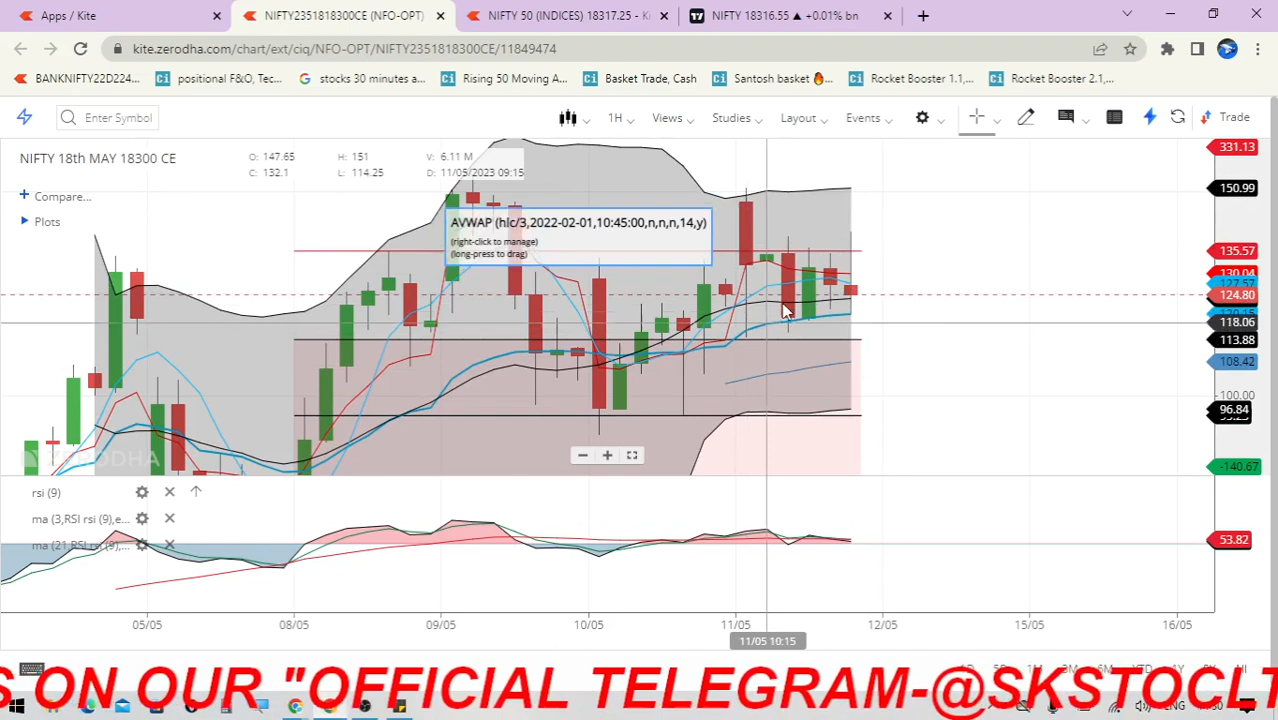 Apps / Kite
NIFTY2351818300CE (NFO-OPT)
NIFTY 50 (INDICES) 18317.25 - Ki
NIFTY 18316.55 ▲ +0.01% bn
kite.zerodha.com/chart/ext/ciq/NFO-OPT/NIFTY2351818300CE/11849474
BANKNIFTY22D224...
positional F&O, Tec...
stocks 30 minutes a...
Rising 50 Moving A...
Basket Trade, Cash
Santosh basket 🔥...
Rocket Booster 1.1,...
Rocket Booster 2.1,...
Enter Symbol
1H
Views
Studies
Layout
Events
Trade
NIFTY 18th MAY 18300 CE
O: 147.65
H: 151
V: 6.11 M
C: 132.1
L: 114.25
D: 11/05/2023 09:15
Compare...
Plots
AVWAP (hlc/3,2022-02-01,10:45:00,n,n,n,14,y)
(right-click to manage)
(long-press to drag)
331.13
150.99
135.57
130.04
127.57
124.80
118.06
113.88
108.42
100.00
96.84
-140.67
ZERODHA
rsi (9)
ma (3,RSI rsi (9),e...
ma (21,RSI rsi (9),...
53.82
05/05
08/05
09/05
10/05
11/05
12/05
15/05
16/05
11/05 10:15
S ON OUR "OFFICIAL TELEGRAM-@SKSTOCLT
ENG